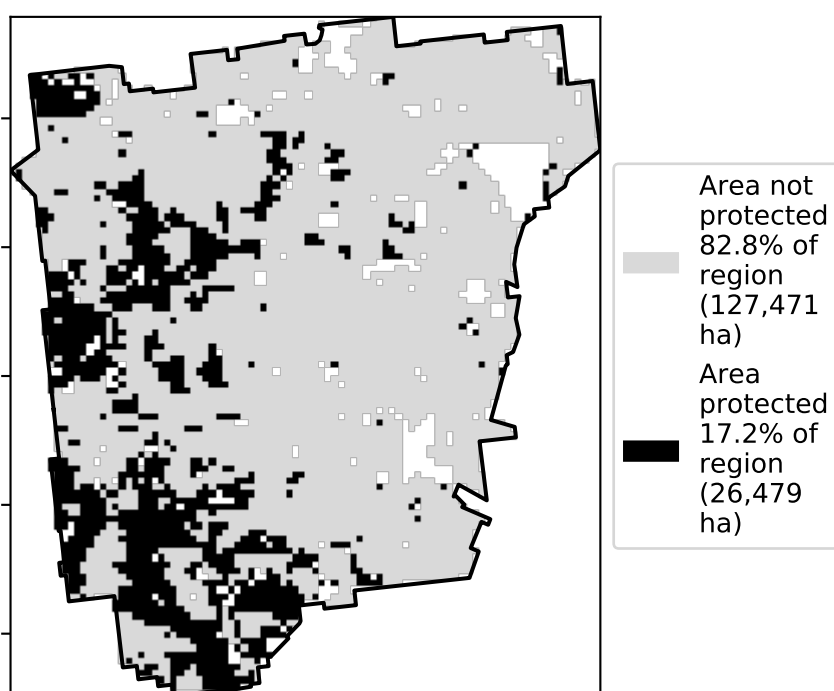 Area not
protected
82.8% of
region
(127,471
ha)
Area
protected
17.2% of
region
(26,479
ha)